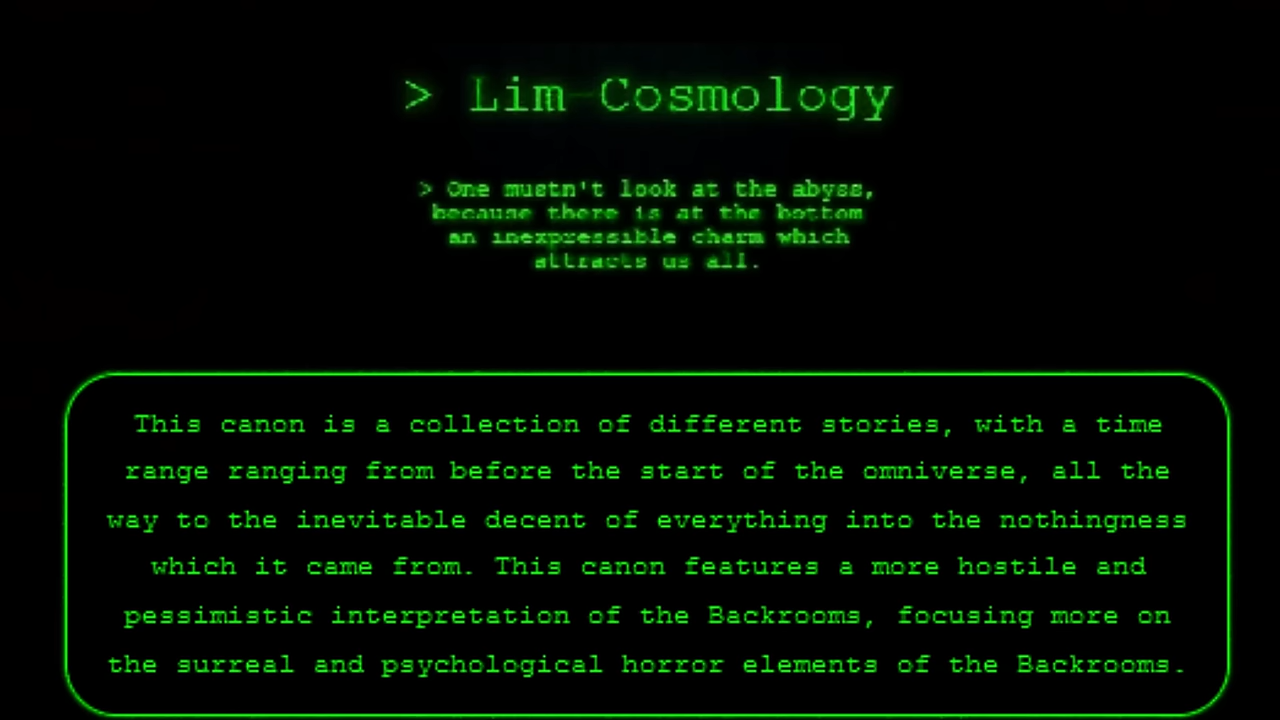 > Lim Cosmology
> One mustn't look at the abyss,
because there is at the bottom
an inexpressible charm which
attracts us all.
This canon is a collection of different stories, with a time
range ranging from before the start of the omniverse, all the
way to the inevitable decent of everything into the nothingness
which it came from. This canon features a more hostile and
pessimistic interpretation of the Backrooms, focusing more on
the surreal and psychological horror elements of the Backrooms.